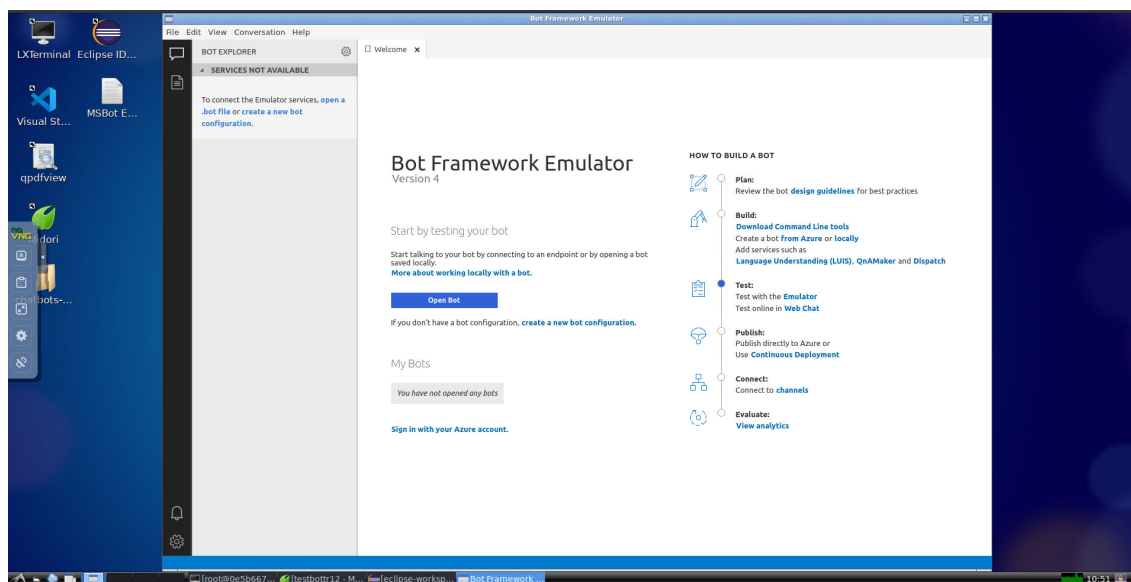 Bot Framework Emulator
File Edit View Conversation Help
LXTerminal
Eclipse ID...
Visual St...
MSBot E...
qpdfview
BOT EXPLORER
SERVICES NOT AVAILABLE
To connect the Emulator services, open a
.bot file or create a new bot
configuration.
Welcome
Bot Framework Emulator
Version 4
Start by testing your bot
Start talking to your bot by connecting to an endpoint or by opening a bot
saved locally.
More about working locally with a bot.
Open Bot
If you don't have a bot configuration, create a new bot configuration.
My Bots
You have not opened any bots
Sign in with your Azure account.
HOW TO BUILD A BOT
Plan:
Review the bot design guidelines for best practices
Build:
Download Command Line tools
Create a bot from Azure or locally
Add services such as
Language Understanding (LUIS), QnAMaker and Dispatch
Test:
Test with the Emulator
Test online in Web Chat
Publish:
Publish directly to Azure or
Use Continuous Deployment
Connect:
Connect to channels
Evaluate:
View analytics
[root@0e5b667...
[testbottr12 - M...
[eclipse-worksp...
Bot Framework ...
10:51